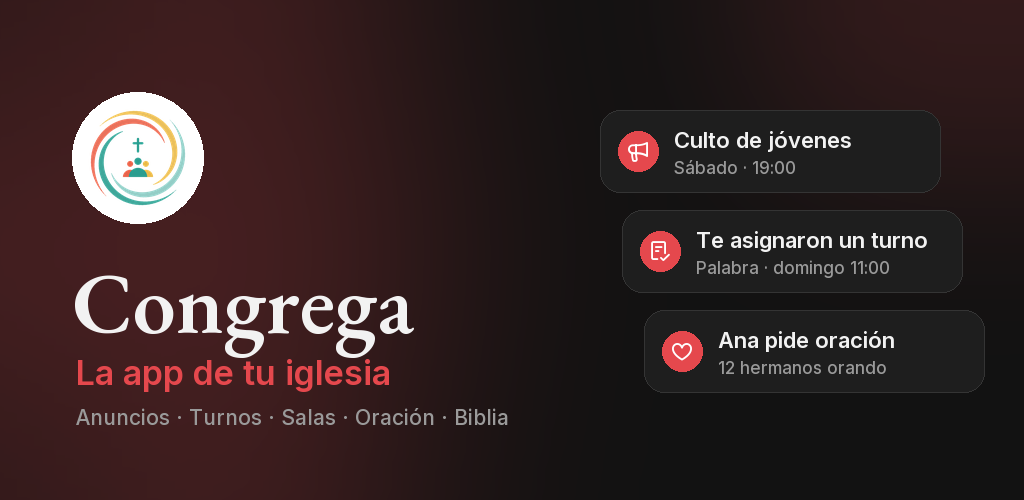 Congrega
La app de tu iglesia
Anuncios · Turnos · Salas · Oración · Biblia
Culto de jóvenes
Sábado · 19:00
Te asignaron un turno
Palabra · domingo 11:00
Ana pide oración
12 hermanos orando